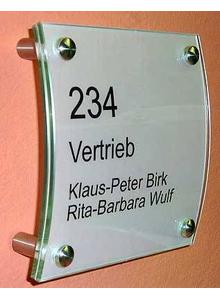 234
Vertrieb
Klaus-Peter Birk
Rita-Barbara Wulf